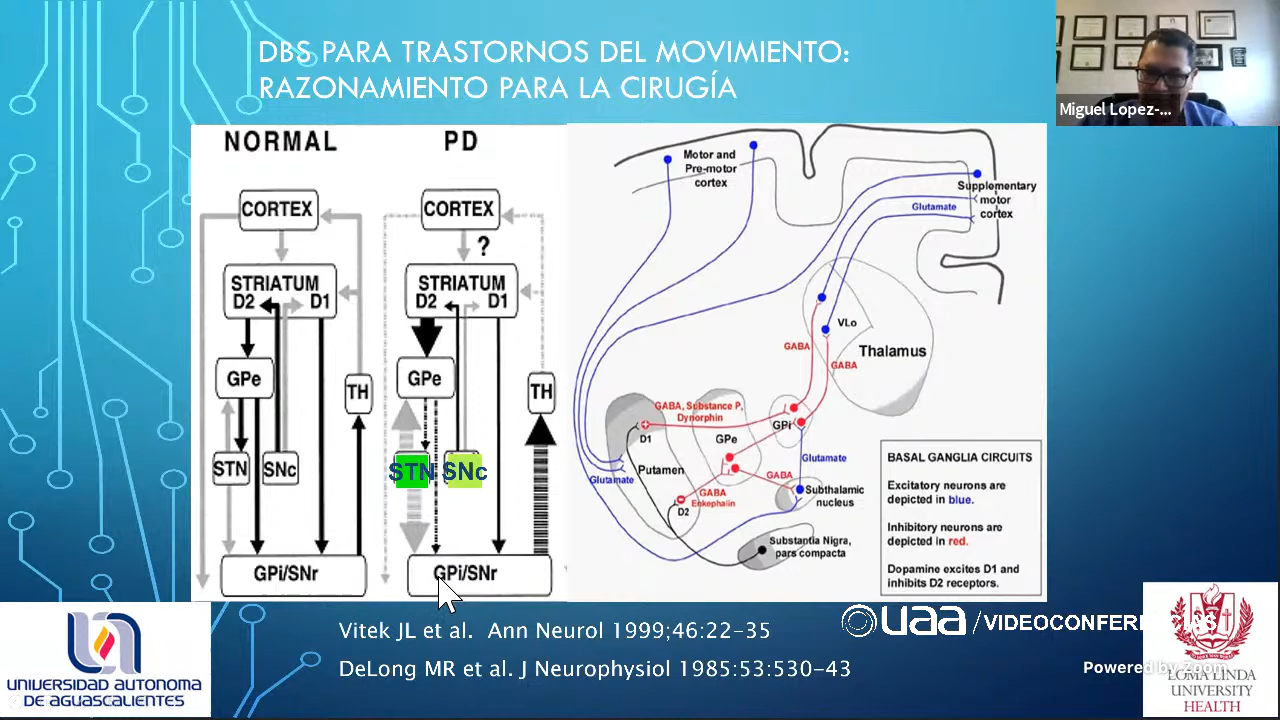 DBS PARA TRASTORNOS DEL MOVIMIENTO:
RAZONAMIENTO PARA LA CIRUGÍA
Miguel Lopez-...
NORMAL
CORTEX
STRIATUM
D2
D1
GPe
TH
STN
SNc
GPi/SNr
PD
CORTEX
?
STRIATUM
D2
D1
GPe
TH
STN
SNc
GPi/SNr
Motor and
Pre-motor
cortex
Supplementary
motor
cortex
Glutamate
VLo
Thalamus
GABA
GABA
GABA, Substance P,
Dynorphin
D1
GPe
GPi
Putamen
Glutamate
Glutamate
GABA
GABA
Enkephalin
D2
Subthalamic
nucleus
Substantia Nigra,
pars compacta
BASAL GANGLIA CIRCUITS
Excitatory neurons are
depicted in blue.
Inhibitory neurons are
depicted in red.
Dopamine excites D1 and
inhibits D2 receptors.
Vitek JL et al. Ann Neurol 1999;46:22-35
DeLong MR et al. J Neurophysiol 1985:53:530-43
UNIVERSIDAD AUTONOMA
DE AGUASCALIENTES
uaa /VIDEOCONFERENCIAS
Powered by Zoom
LOMA LINDA
UNIVERSITY
HEALTH